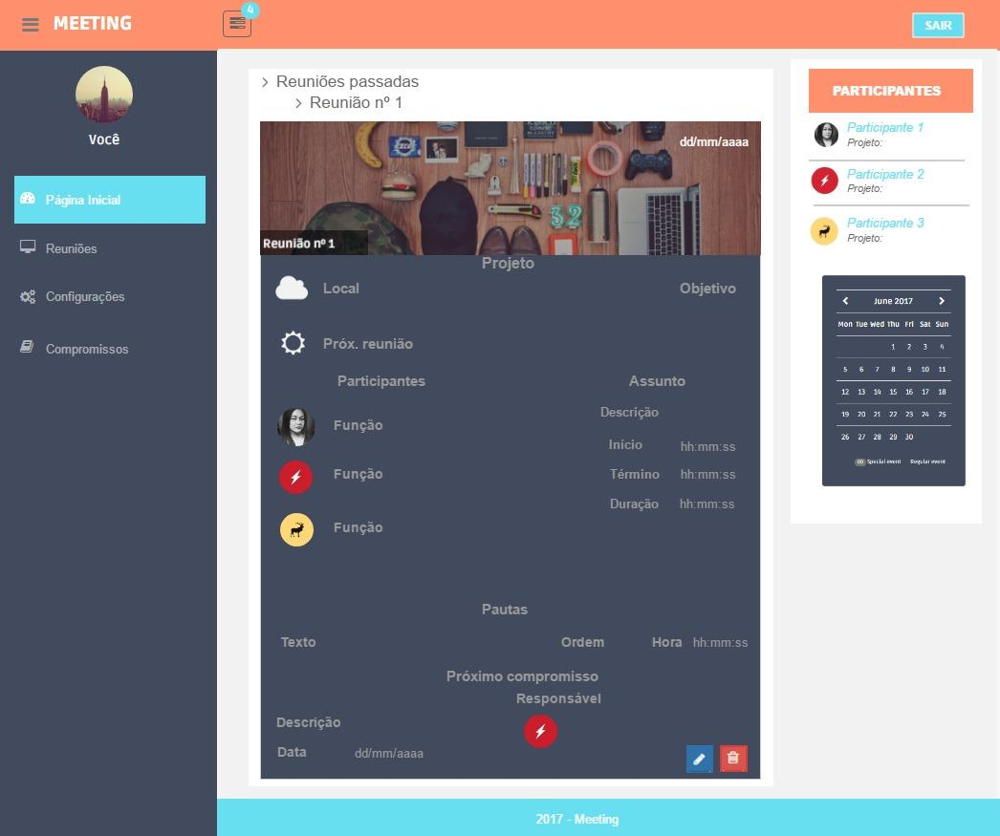 MEETING
4
SAIR
Você
Página Inicial
Reuniões
Configurações
Compromissos
Reuniões passadas
Reunião nº 1
dd/mm/aaaa
EXCEL
32
Reunião nº 1
Projeto
Local
Objetivo
Próx. reunião
Participantes
Assunto
Descrição
Função
Início hh:mm:ss
Função
Término hh:mm:ss
Duração hh:mm:ss
Função
Pautas
Texto
Ordem
Hora hh:mm:ss
Próximo compromisso
Responsável
Descrição
Data dd/mm/aaaa
PARTICIPANTES
Participante 1
Projeto:
Participante 2
Projeto:
Participante 3
Projeto:
June 2017
Mon Tue Wed Thu Fri Sat Sun
1 2 3 4
5 6 7 8 9 10 11
12 13 14 15 16 17 18
19 20 21 22 23 24 25
26 27 28 29 30
00 Special event Regular event
2017 - Meeting